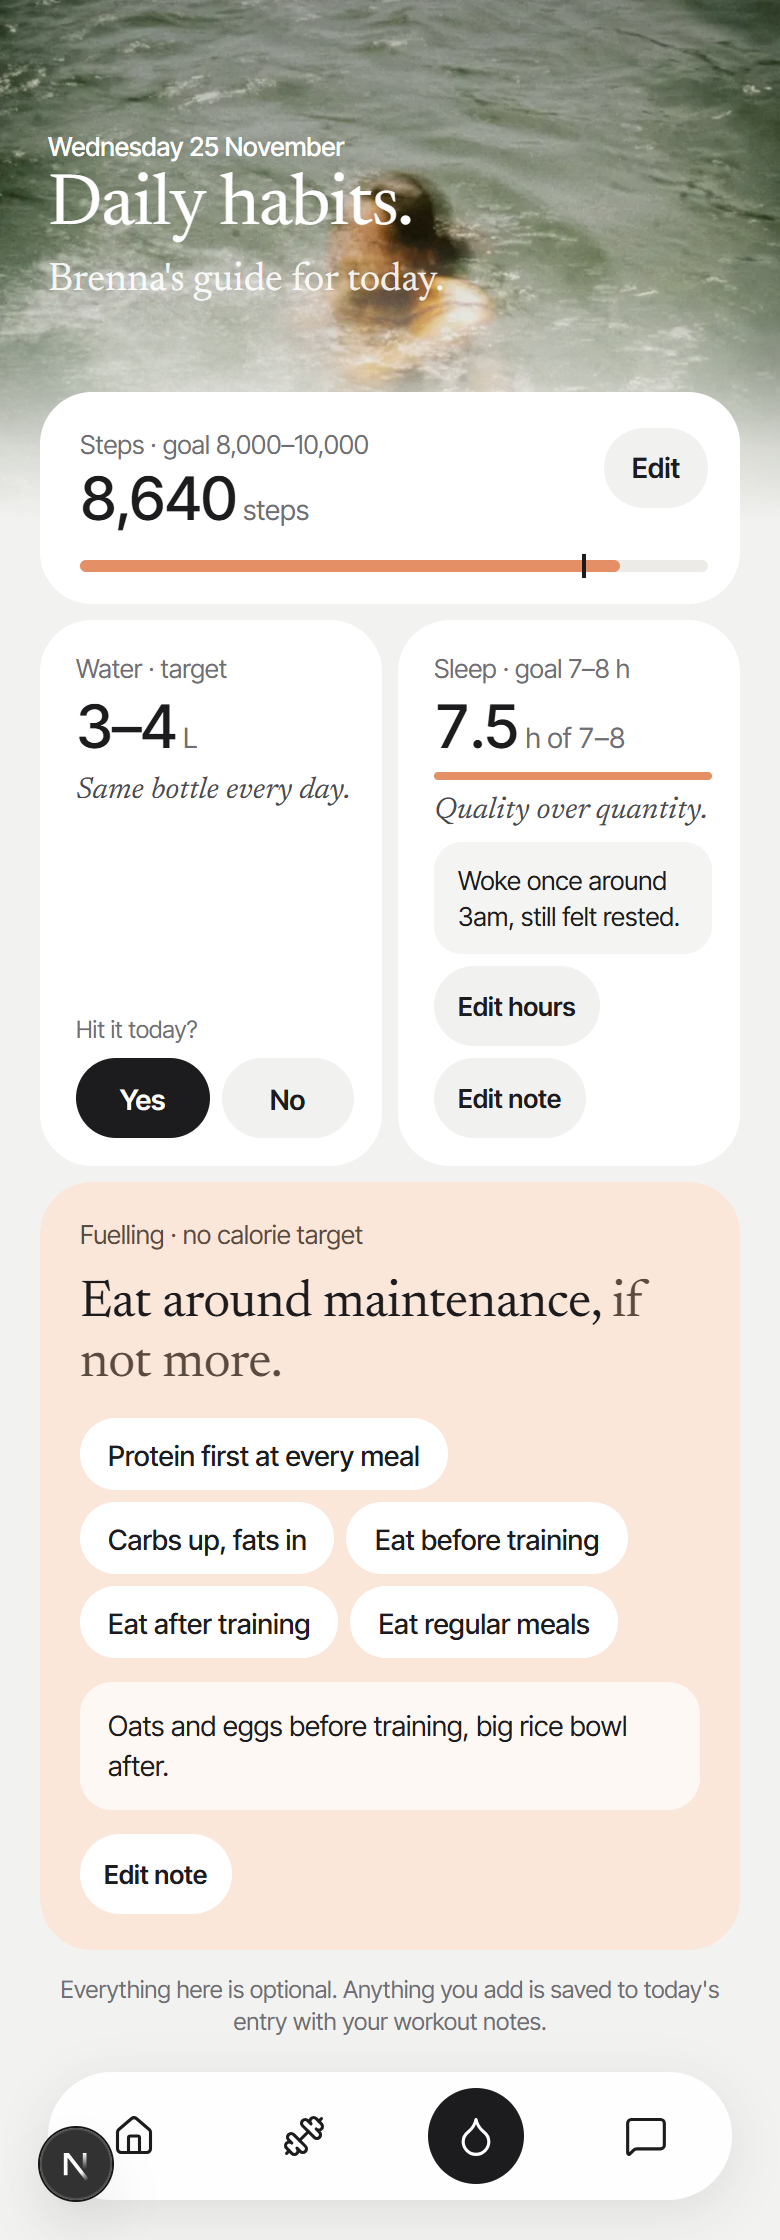 Wednesday 25 November
Daily habits.
Brenna's guide for today.
Steps · goal 8,000–10,000
8,640 steps
Edit
Water · target
3–4 L
Same bottle every day.
Hit it today?
Yes
No
Sleep · goal 7–8 h
7.5 h of 7–8
Quality over quantity.
Woke once around
3am, still felt rested.
Edit hours
Edit note
Fuelling · no calorie target
Eat around maintenance, if
not more.
Protein first at every meal
Carbs up, fats in
Eat before training
Eat after training
Eat regular meals
Oats and eggs before training, big rice bowl
after.
Edit note
Everything here is optional. Anything you add is saved to today's
entry with your workout notes.
N